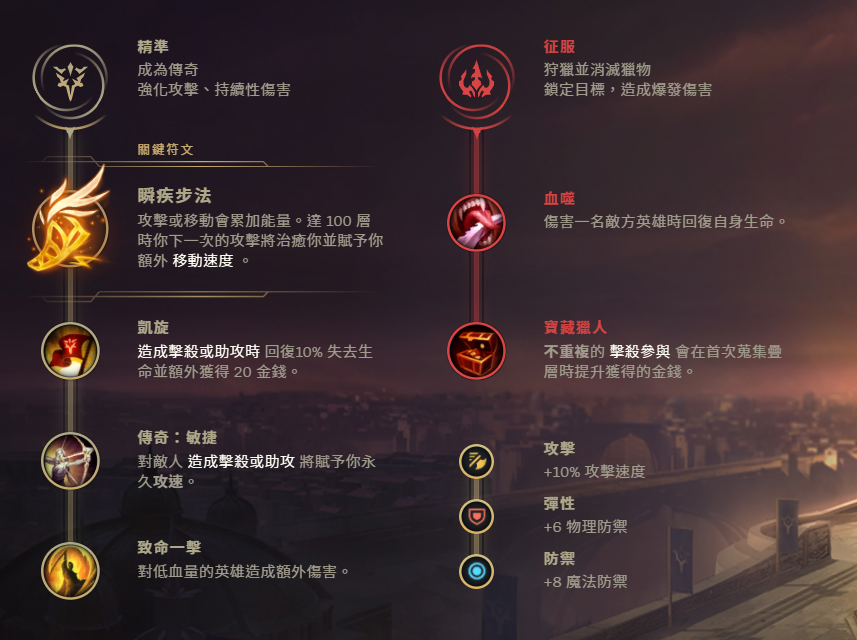 精準
成為傳奇
強化攻擊、持續性傷害
關鍵符文
瞬疾步法
攻擊或移動會累加能量。達 100 層
時你下一次的攻擊將治癒你並賦予你
額外 移動速度 。
凱旋
造成擊殺或助攻時 回復10% 失去生
命並額外獲得 20 金錢。
傳奇：敏捷
對敵人 造成擊殺或助攻 將賦予你永
久攻速。
致命一擊
對低血量的英雄造成額外傷害。
征服
狩獵並消滅獵物
鎖定目標，造成爆發傷害
血噬
傷害一名敵方英雄時回復自身生命。
寶藏獵人
不重複的 擊殺參與 會在首次蒐集疊
層時提升獲得的金錢。
攻擊
+10% 攻擊速度
彈性
+6 物理防禦
防禦
+8 魔法防禦